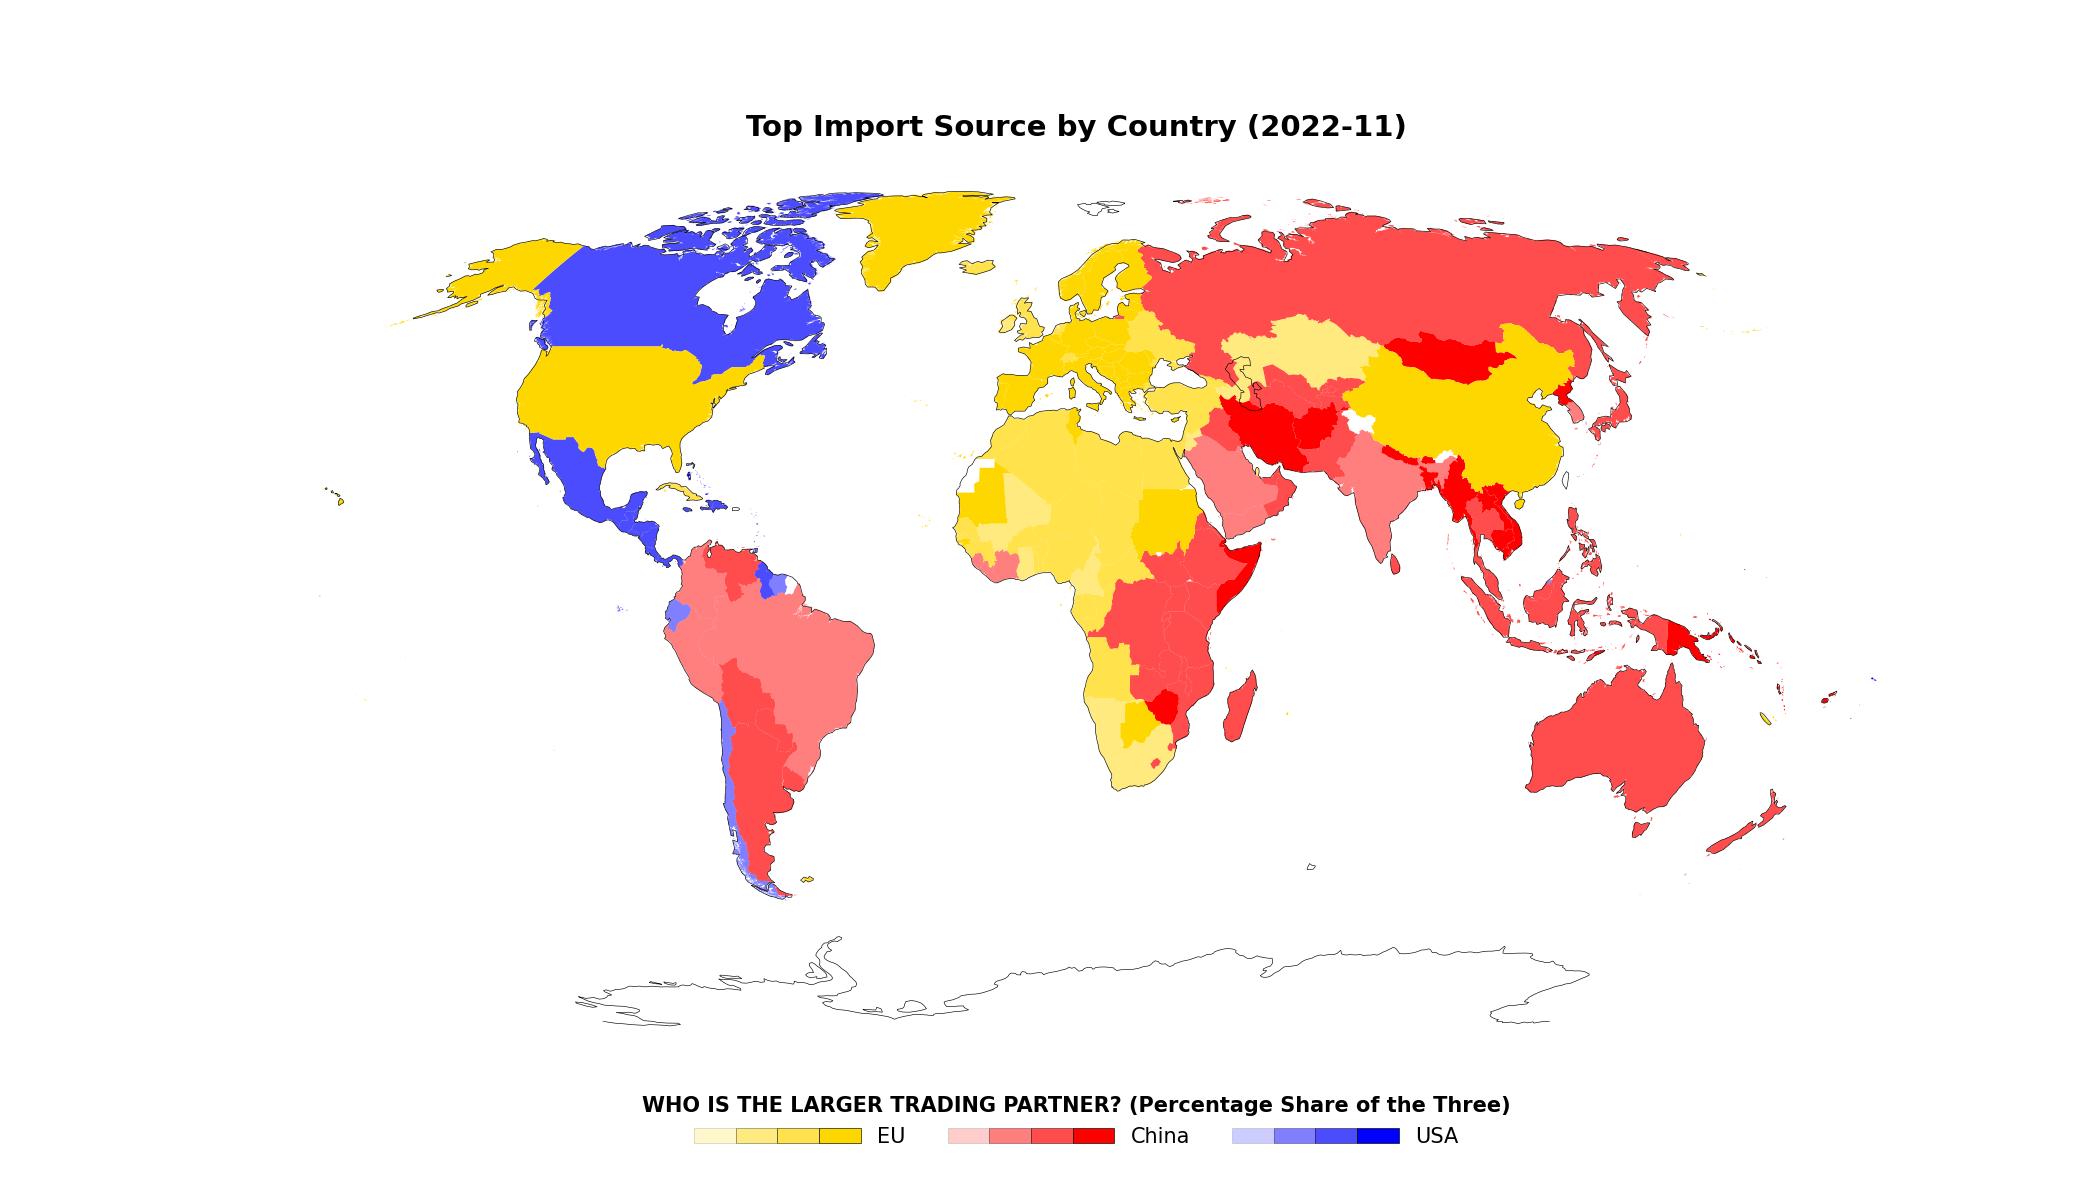 Top Import Source by Country (2022-11)
WHO IS THE LARGER TRADING PARTNER? (Percentage Share of the Three)
EU China USA